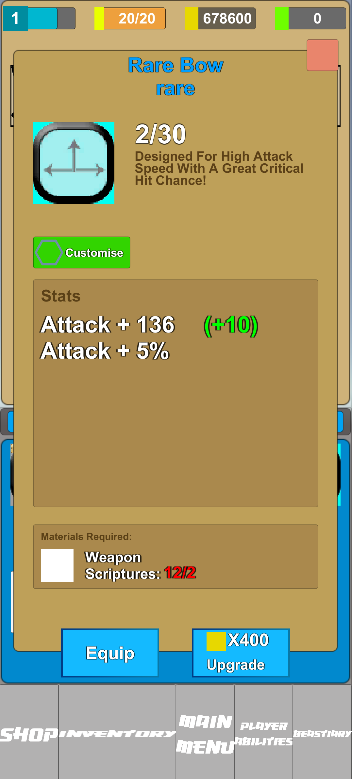 1
20/20
678600
0
Rare Bow
rare
2/30
Designed For High Attack
Speed With A Great Critical
Hit Chance!
Customise
Stats
Attack + 136 (+10)
Attack + 5%
Materials Required:
Weapon
Scriptures: 12/2
Equip
X400
Upgrade
SHOP
INVENTORY
MAIN
MENU
PLAYER
ABILITIES
BEASTIARY